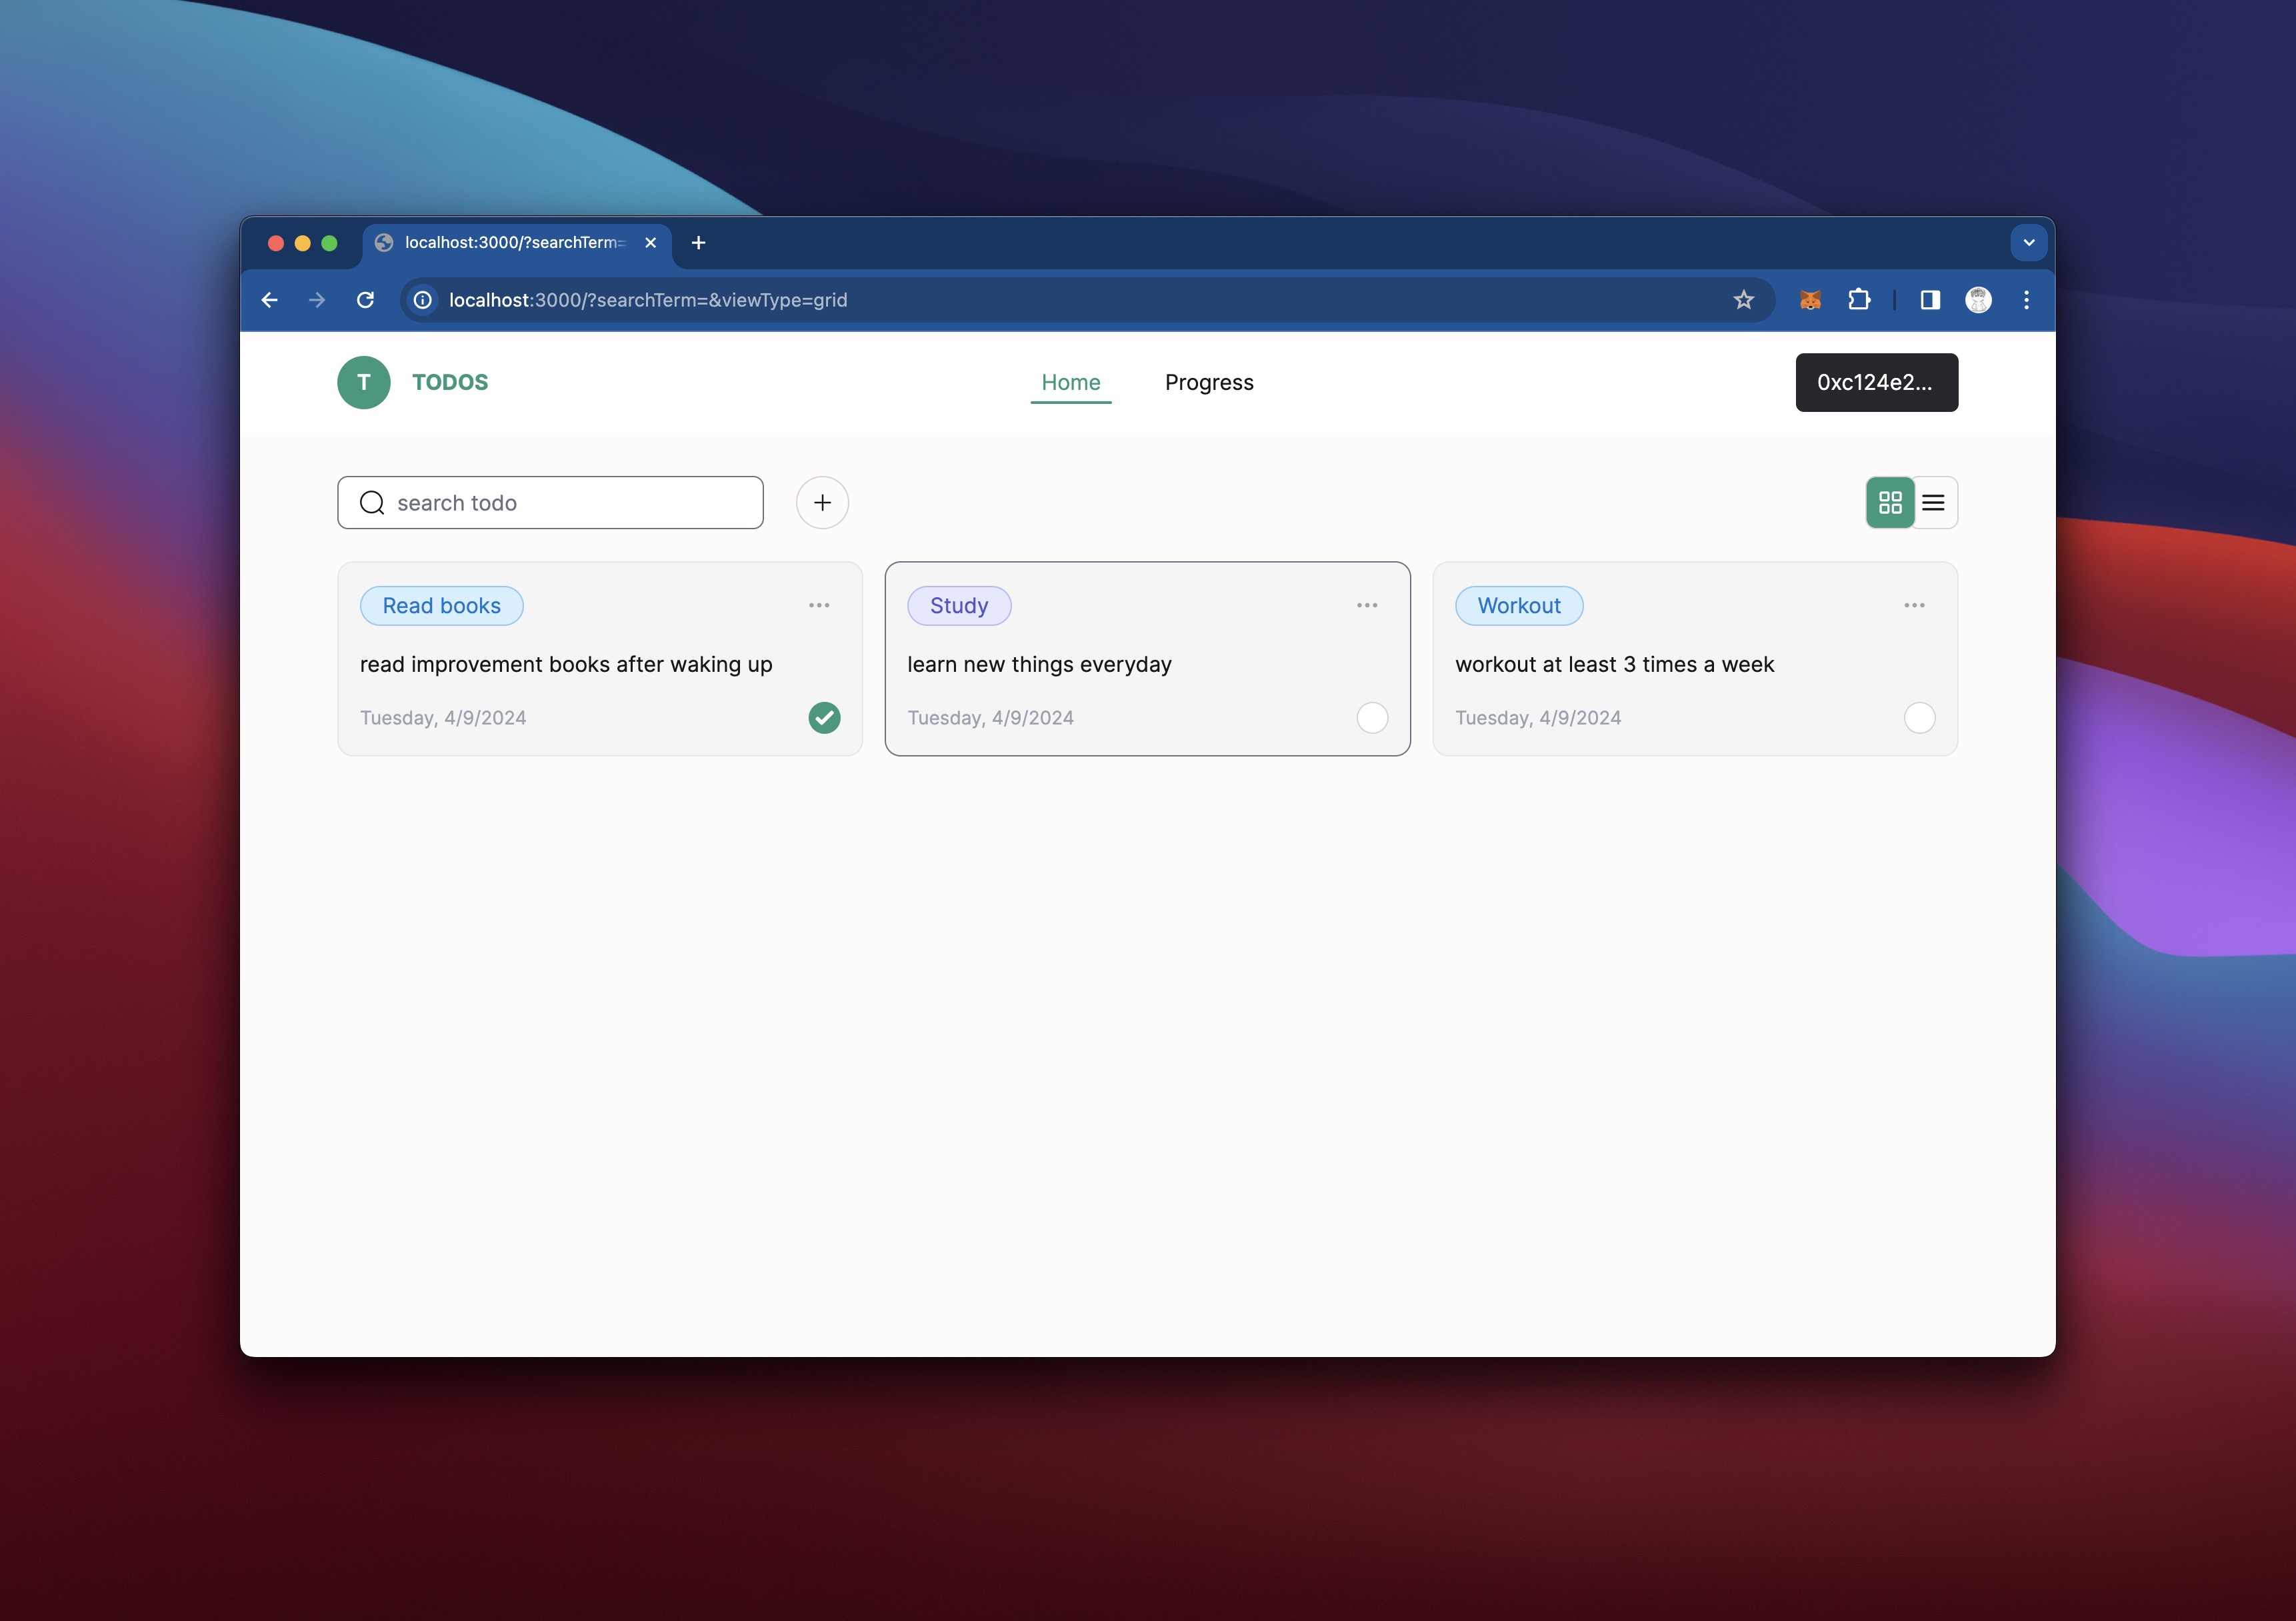 localhost:3000/?searchTerm=
localhost:3000/?searchTerm=&viewType=grid
T TODOS Home Progress 0xc124e2...
search todo
Read books Study Workout
read improvement books after waking up learn new things everyday workout at least 3 times a week
Tuesday, 4/9/2024 Tuesday, 4/9/2024 Tuesday, 4/9/2024